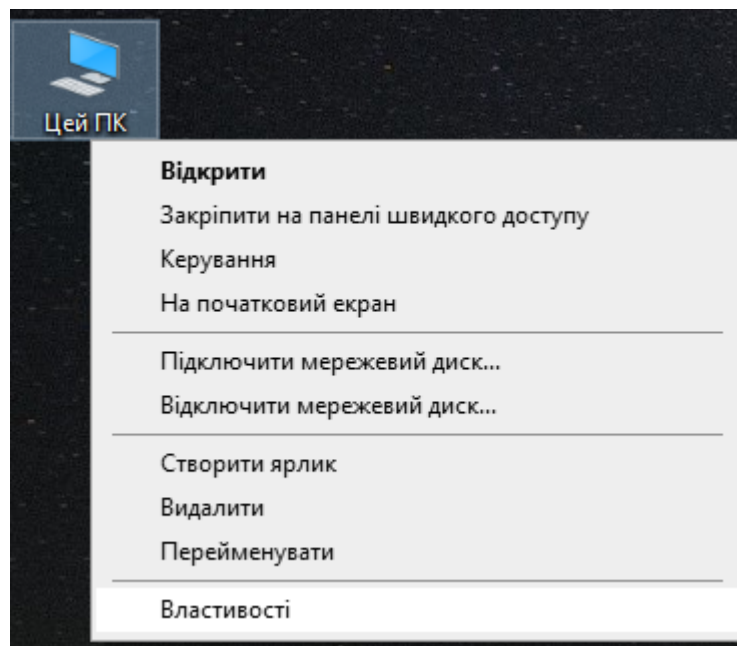 Цей ПК
Відкрити
Закріпити на панелі швидкого доступу
Керування
На початковий екран
Підключити мережевий диск...
Відключити мережевий диск...
Створити ярлик
Видалити
Перейменувати
Властивості